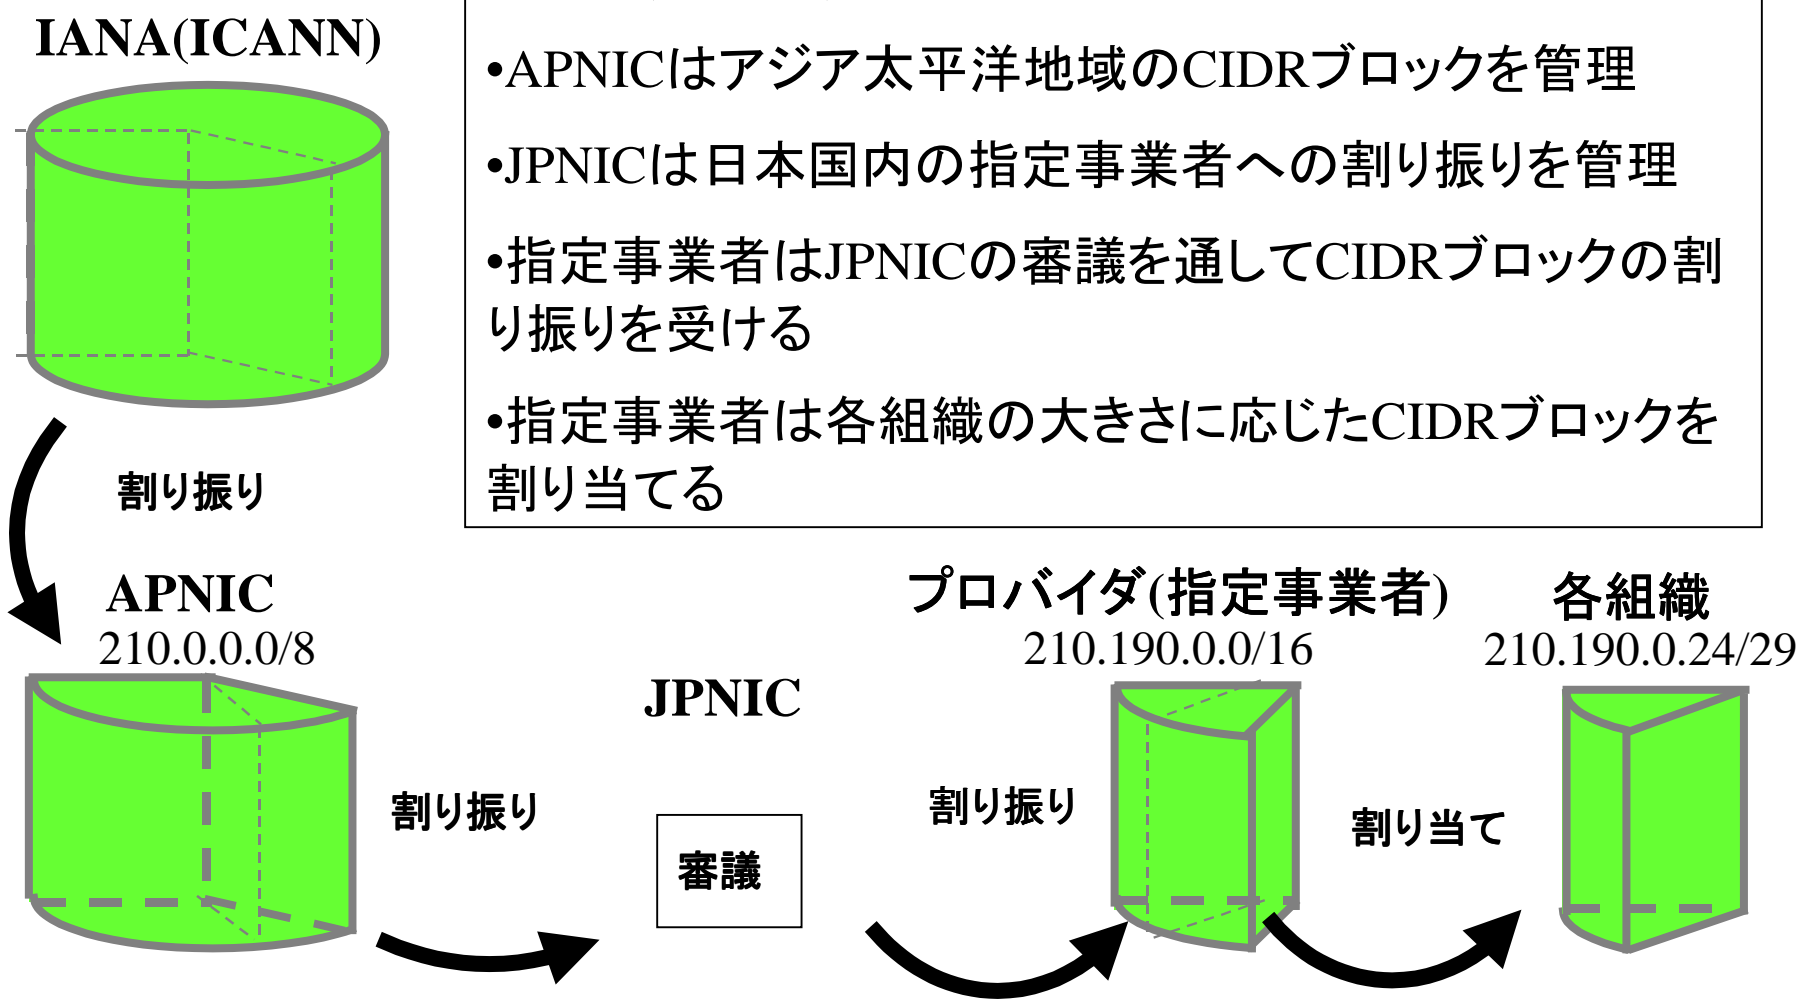 IANA(ICANN)
•APNICはアジア太平洋地域のCIDRブロックを管理
•JPNICは日本国内の指定事業者への割り振りを管理
•指定事業者はJPNICの審議を通してCIDRブロックの割
り振りを受ける
•指定事業者は各組織の大きさに応じたCIDRブロックを
割り当てる
割り振り
APNIC
210.0.0.0/8
割り振り
JPNIC
審議
割り振り
プロバイダ(指定事業者)
210.190.0.0/16
割り当て
各組織
210.190.0.24/29